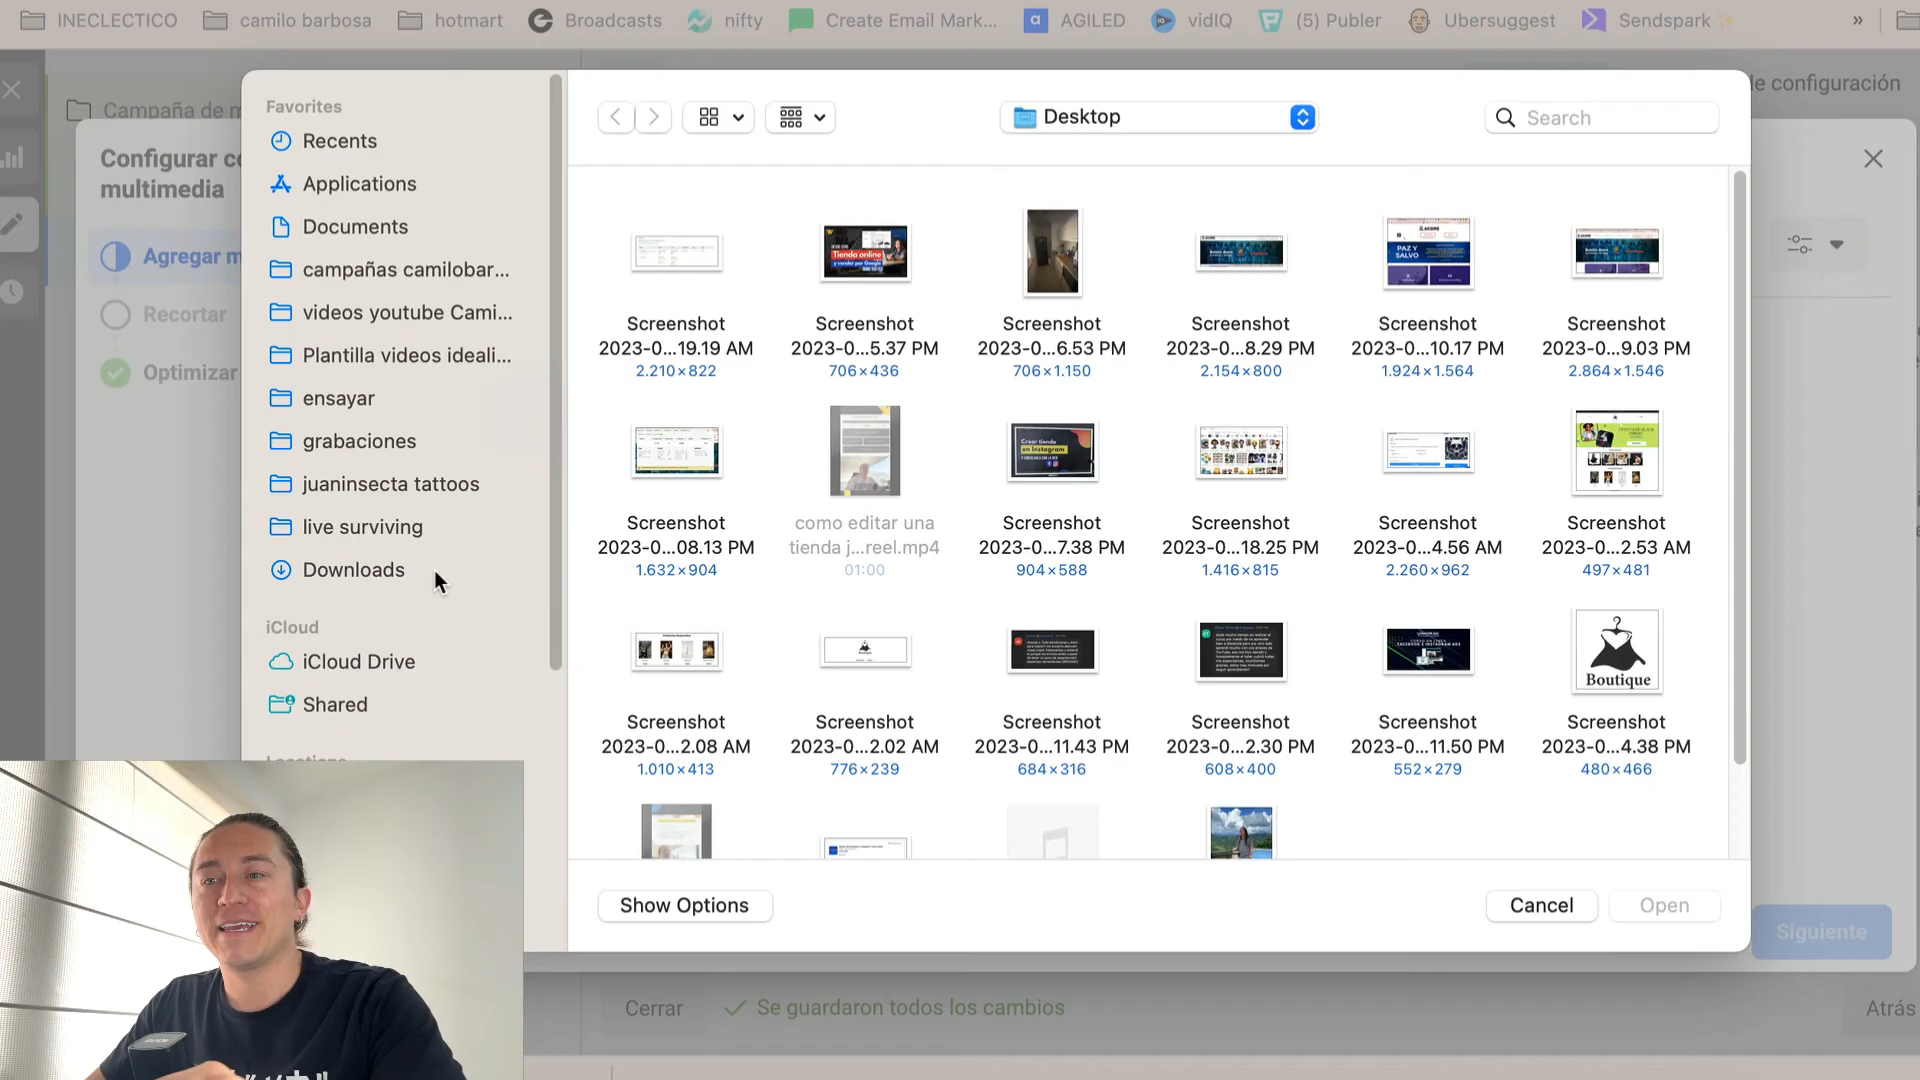 INECLECTICO
camilo barbosa
hotmart
Broadcasts
nifty
Create Email Mark...
AGILED
vidIQ
(5) Publer
Ubersuggest
Sendspark
»
Campaña de m
le configuración
Configurar co
multimedia
Agregar m
Recortar
Optimizar
Favorites
Recents
Applications
Documents
campañas camilobar...
videos youtube Cami...
Plantilla videos ideali...
ensayar
grabaciones
juaninsecta tattoos
live surviving
Downloads
iCloud
iCloud Drive
Shared
Desktop
Search
Screenshot
2023-0...19.19 AM
2.210×822
Screenshot
2023-0...5.37 PM
706×436
Screenshot
2023-0...6.53 PM
706×1.150
Screenshot
2023-0...8.29 PM
2.154×800
Screenshot
2023-0...10.17 PM
1.924×1.564
Screenshot
2023-0...9.03 PM
2.864×1.546
Screenshot
2023-0...08.13 PM
1.632×904
como editar una
tienda j...reel.mp4
01:00
Screenshot
2023-0...7.38 PM
904×588
Screenshot
2023-0...18.25 PM
1.416×815
Screenshot
2023-0...4.56 AM
2.260×962
Screenshot
2023-0...2.53 AM
497×481
Screenshot
2023-0...2.08 AM
1.010×413
Screenshot
2023-0...2.02 AM
776×239
Screenshot
2023-0...11.43 PM
684×316
Screenshot
2023-0...2.30 PM
608×400
Screenshot
2023-0...11.50 PM
552×279
Boutique
Screenshot
2023-0...4.38 PM
480×466
Show Options
Cancel
Open
Siguiente
Cerrar
Se guardaron todos los cambios
Atrás